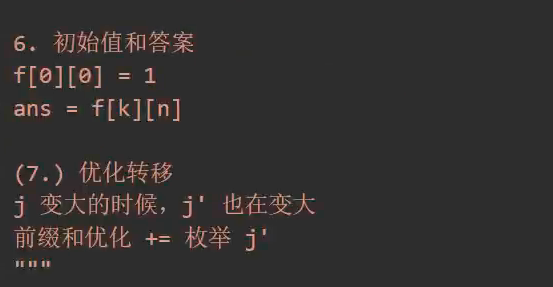 6. 初始值和答案
f[0][0] = 1
ans = f[k][n]
(7.) 优化转移
j 变大的时候，j' 也在变大
前缀和优化 += 枚举 j'
"""